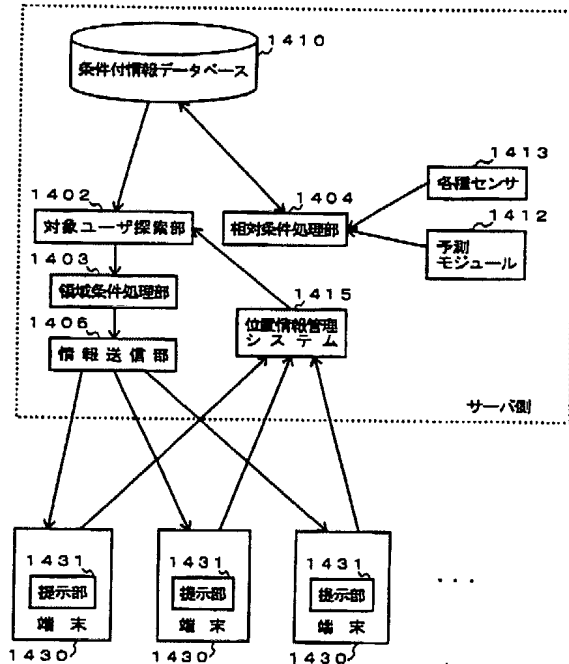 1410
条件付情報データベース
1413
各種センサ
1402
1404
1412
対象ユーザ探索部
相対条件処理部
予測
モジュール
1403
領域条件処理部
1415
位置情報管理
システム
1406
情報送信部
サーバ側
1431
提示部
端末
1430
1431
提示部
端末
1430
1431
提示部
端末
1430
...